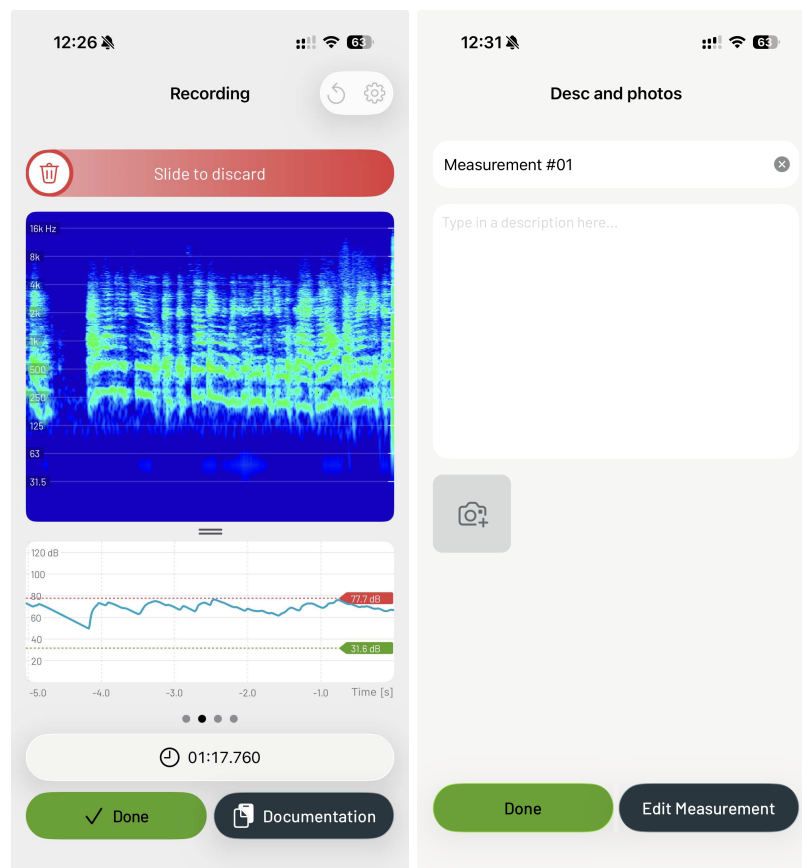 12:26
63
Recording
Slide to discard
16k Hz
8k
4k
2k
1k
500
250
125
63
31.5
120 dB
100
80
60
40
20
77.7 dB
31.6 dB
-5.0 -4.0 -3.0 -2.0 -1.0 Time [s]
01:17.760
Done
Documentation
12:31
63
Desc and photos
Measurement #01
Type in a description here...
Done
Edit Measurement